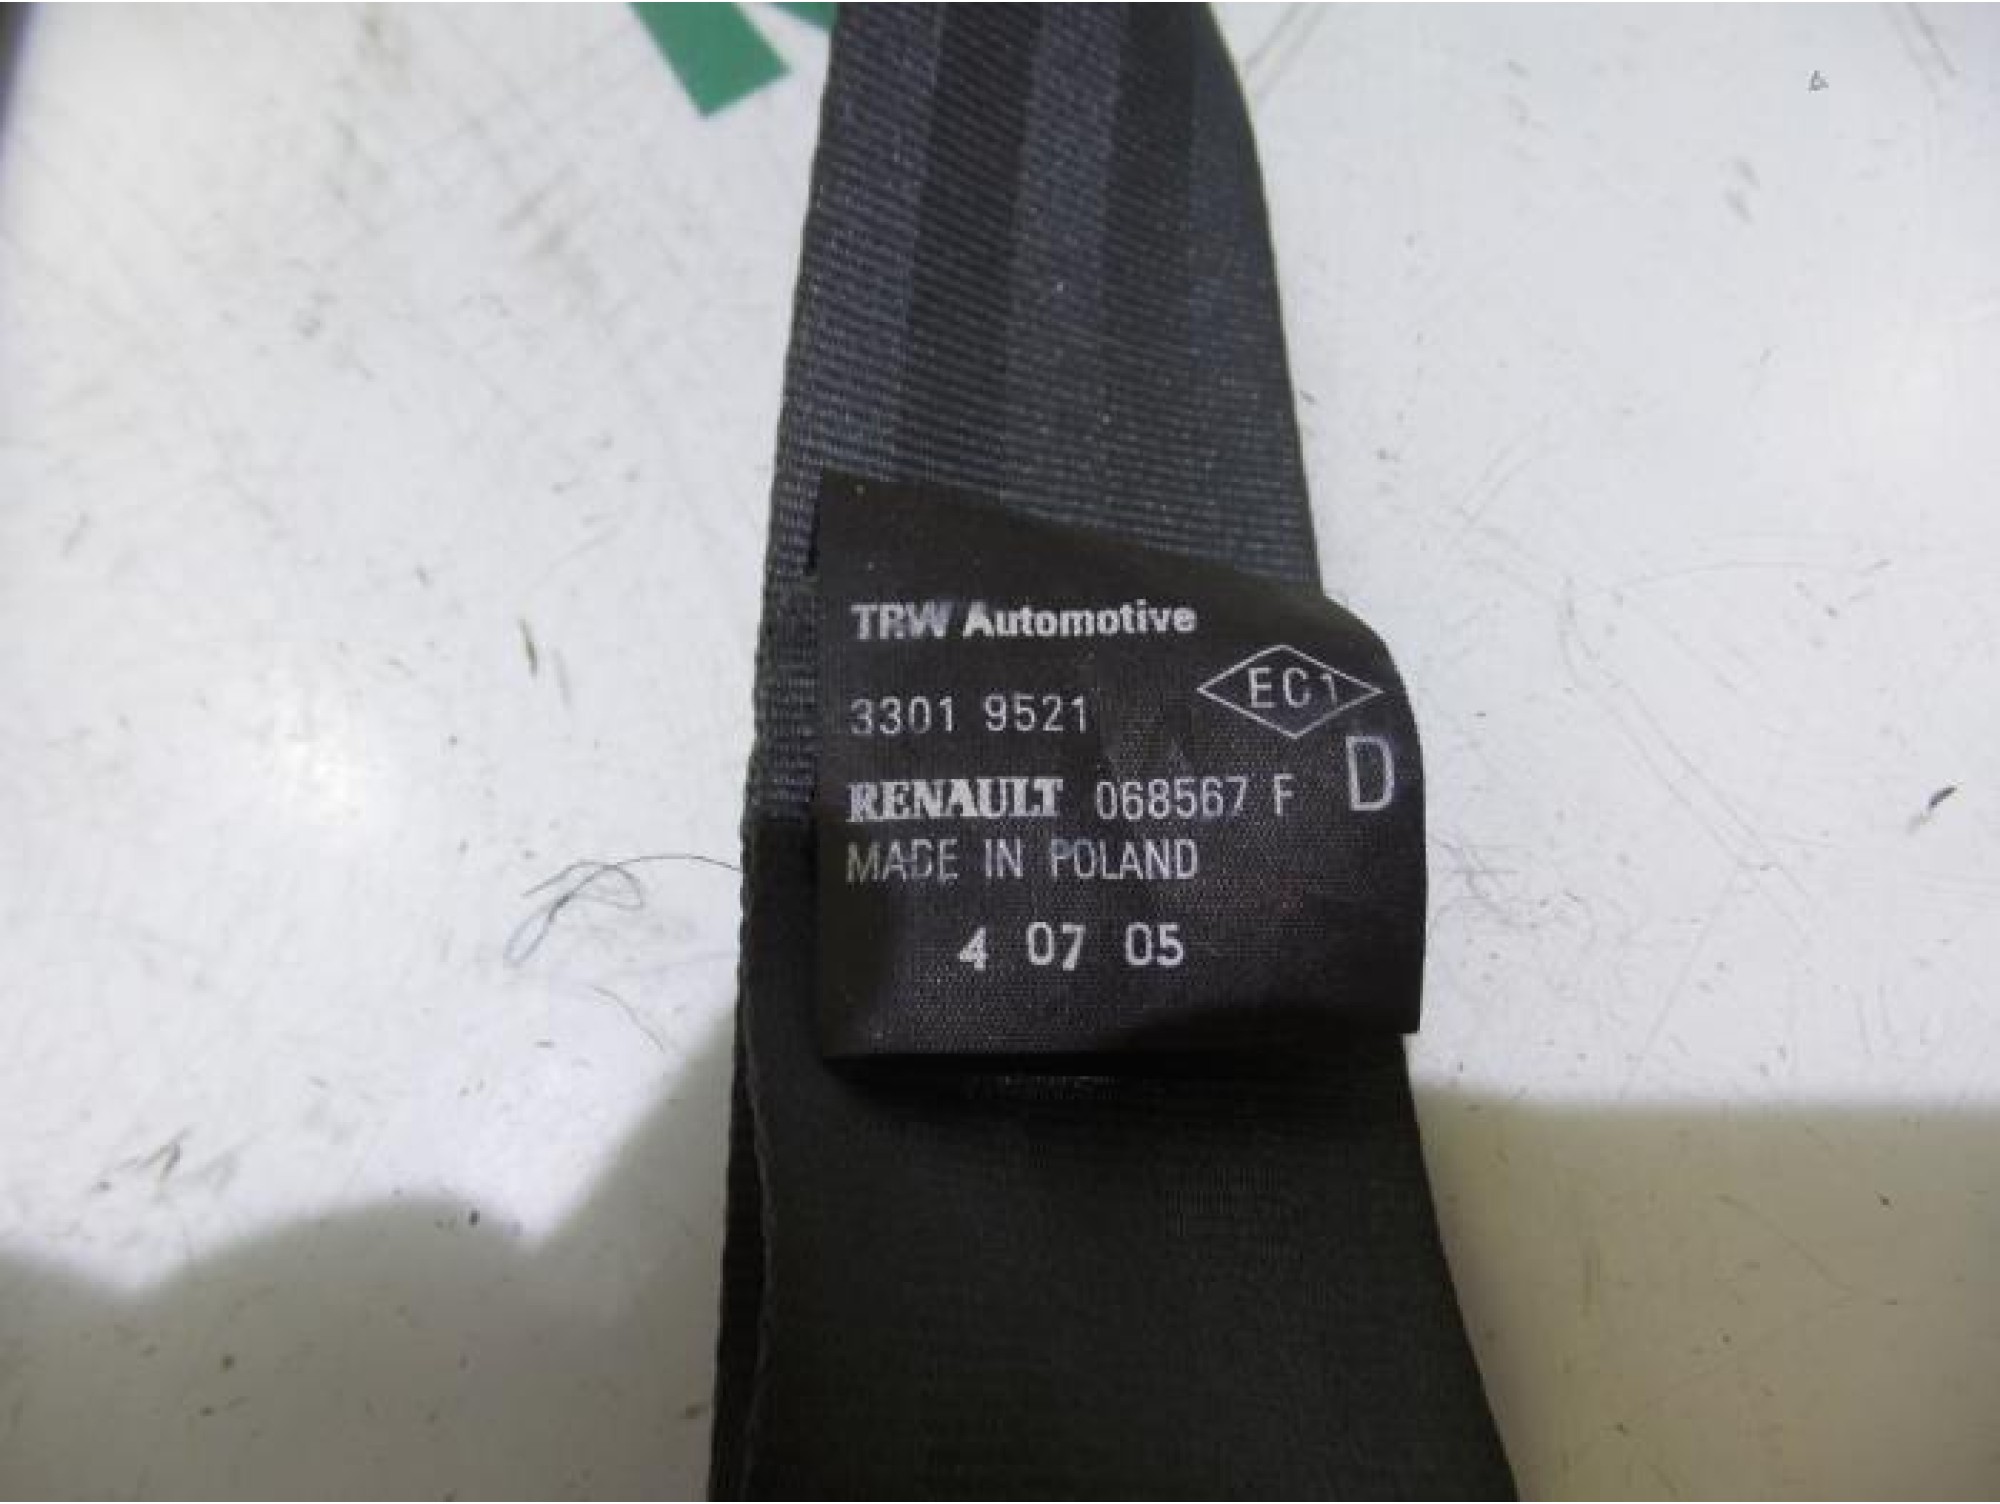 TRW Automotive
EC1
3301 9521
D
RENAULT 068567 F
MADE IN POLAND
4 07 05